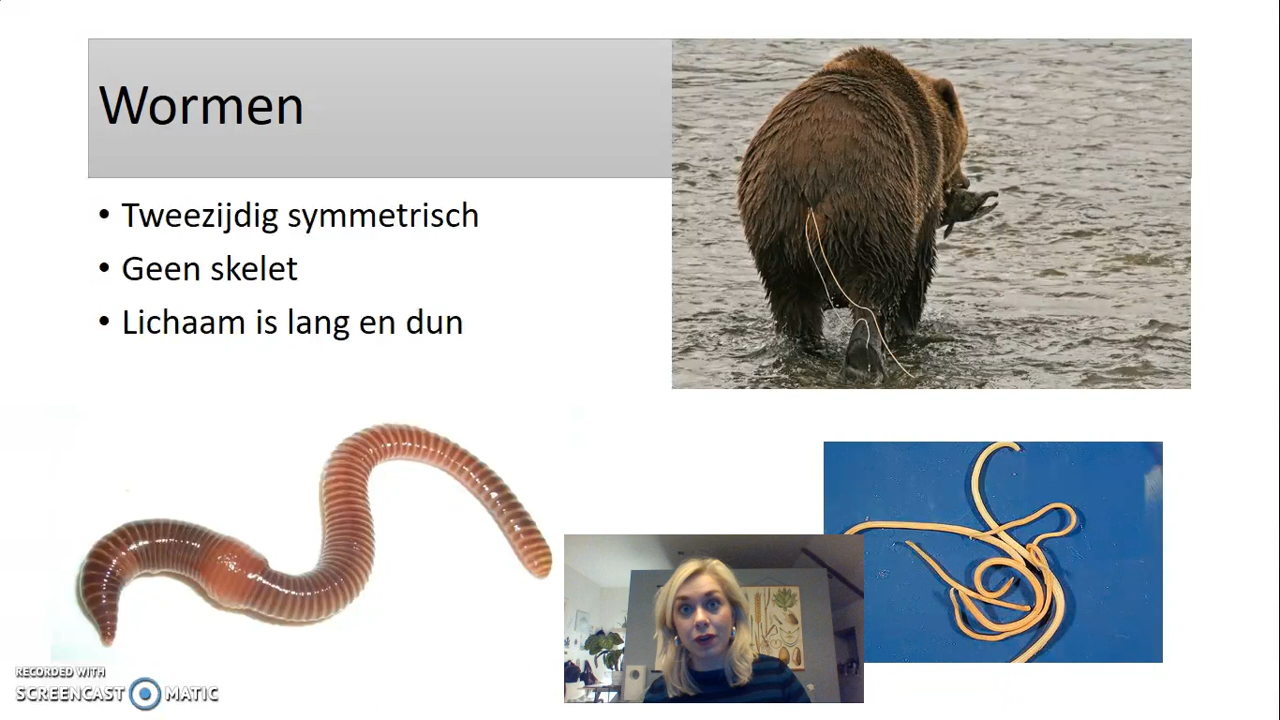 Wormen
• Tweezijdig symmetrisch
• Geen skelet
• Lichaam is lang en dun
RECORDED WITH
SCREENCAST MATIC